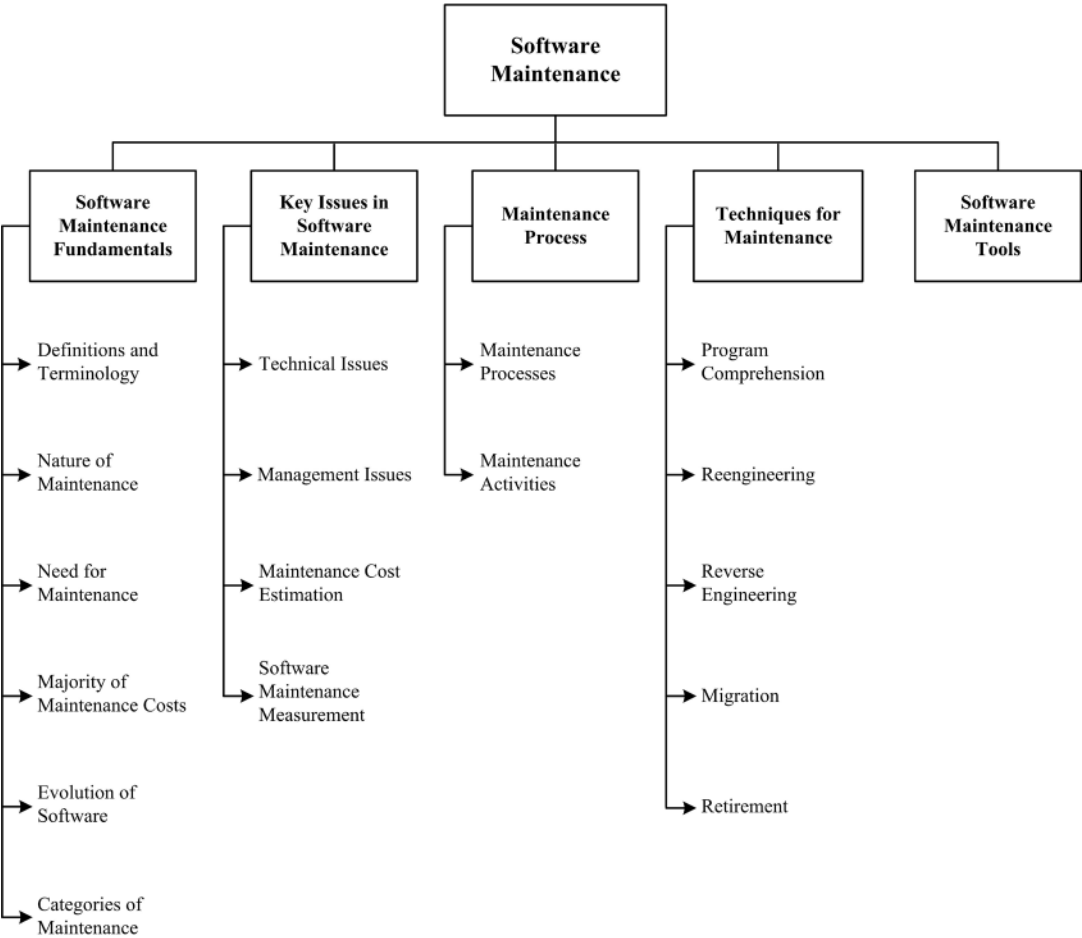 Software
Maintenance
Software
Maintenance
Fundamentals
Key Issues in
Software
Maintenance
Maintenance
Process
Techniques for
Maintenance
Software
Maintenance
Tools
Definitions and
Terminology
Nature of
Maintenance
Need for
Maintenance
Majority of
Maintenance Costs
Evolution of
Software
Categories of
Maintenance
Technical Issues
Management Issues
Maintenance Cost
Estimation
Software
Maintenance
Measurement
Maintenance
Processes
Maintenance
Activities
Program
Comprehension
Reengineering
Reverse
Engineering
Migration
Retirement